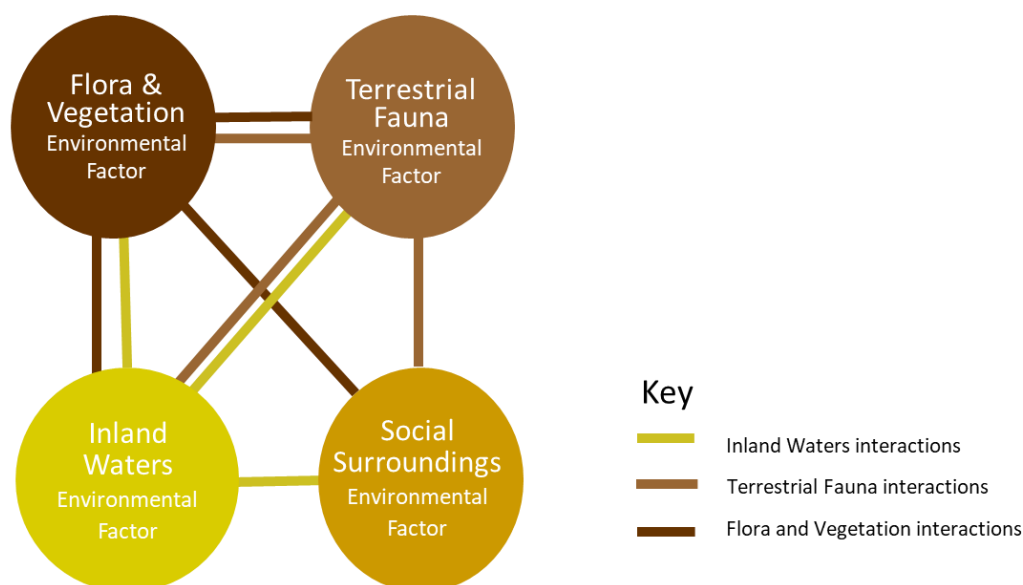 Flora &
Vegetation
Environmental
Factor
Terrestrial
Fauna
Environmental
Factor
Inland
Waters
Environmental
Factor
Social
Surroundings
Environmental
Factor
Key
Inland Waters interactions
Terrestrial Fauna interactions
Flora and Vegetation interactions